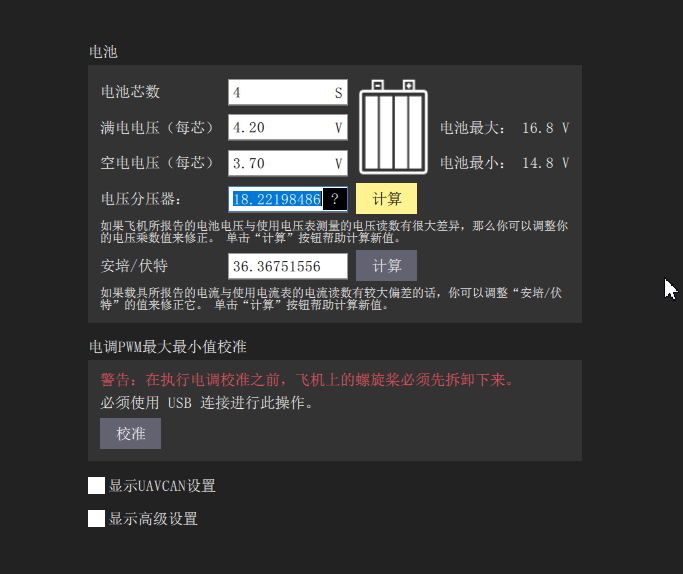 电池
电池芯数 4 S
满电电压（每芯） 4.20 V 电池最大： 16.8 V
空电电压（每芯） 3.70 V 电池最小： 14.8 V
电压分压器： 18.22198486 ? 计算
如果飞机所报告的电池电压与使用电压表测量的电压读数有很大差异，那么你可以调整你
的电压乘数值来修正。 单击“计算”按钮帮助计算新值。
安培/伏特 36.36751556 计算
如果载具所报告的电流与使用电流表的电流读数有较大偏差的话，你可以调整“安培/伏
特”的值来修正它。 单击“计算”按钮帮助计算新值。
电调PWM最大最小值校准
警告：在执行电调校准之前，飞机上的螺旋桨必须先拆卸下来。
必须使用 USB 连接进行此操作。
校准
显示UAVCAN设置
显示高级设置